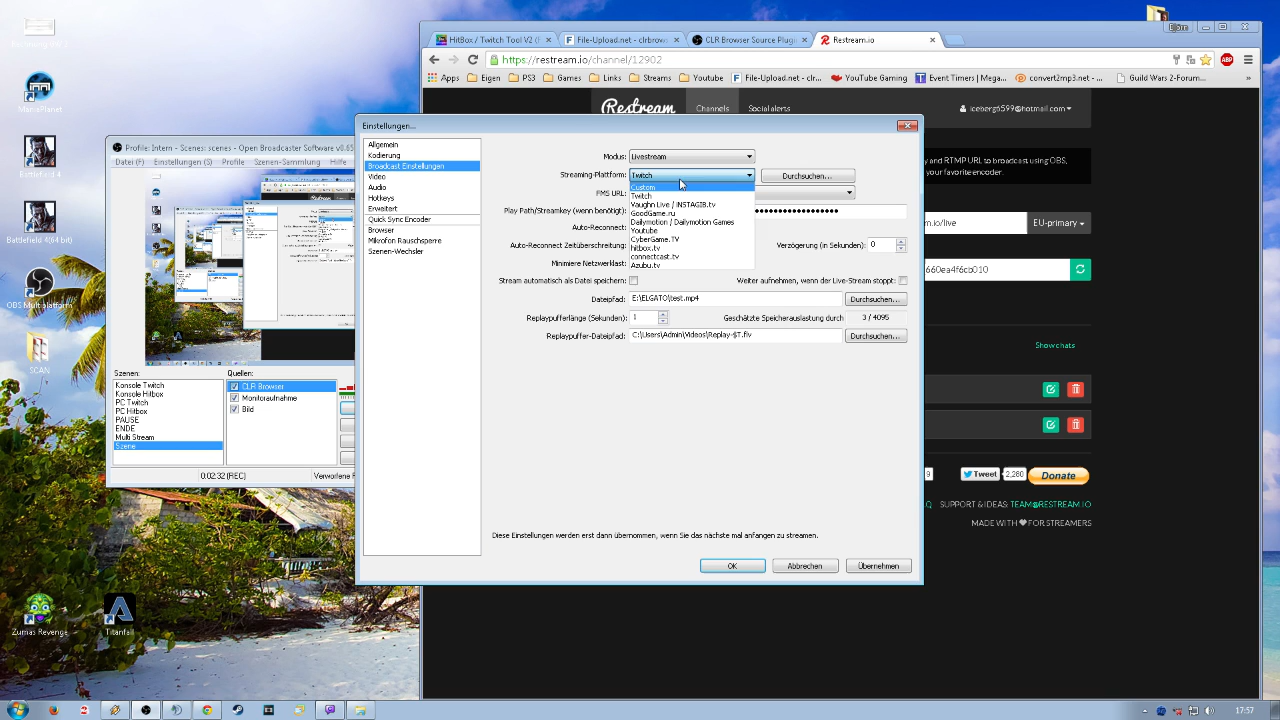 HitBox / Twitch Tool V2 (F
File-Upload.net - clrbrows
CLR Browser Source Plugin
Restream.io
https://restream.io/channel/12902
Apps
Eigen
PS3
Games
Links
Streams
Youtube
File-Upload.net - clr...
YouTube Gaming
Event Timers | Mega...
convert2mp3.net - ...
Guild Wars 2-Forum...
Restream
Channels
Social alerts
iceberg6599@hotmail.com
y and RTMP URL to broadcast using OBS,
your favorite encoder.
m.io/live
EU-primary
660ea4f6cb010
Show chats
9
Tweet
2,280
Donate
SUPPORT & IDEAS: TEAM@RESTREAM.IO
MADE WITH ❤ FOR STREAMERS
ManiaPlanet
Battlefield 4
Battlefield 4 (64 bit)
OBS Multiplatform
SCAN
Zumas Revenge
Titanfall
Profile: Intern - Scenes: scenes - Open Broadcaster Software v0.65
Datei (F)
Einstellungen (S)
Profile
Szenen-Sammlung
Hilfe
Szenen:
Konsole Twitch
Konsole Hitbox
PC Twitch
PC Hitbox
PAUSE
ENDE
Multi Stream
Szene
Quellen:
CLR Browser
Monitoraufnahme
Bild
0:02:32 (REC)
Verworfene F
Einstellungen...
Allgemein
Kodierung
Broadcast Einstellungen
Video
Audio
Hotkeys
Erweitert
Quick Sync Encoder
Browser
Mikrofon Rauschsperre
Szenen-Wechsler
Modus:
Livestream
Streaming-Plattform:
Twitch
Durchsuchen...
FMS URL:
Custom
Twitch
Vaughn Live / INSTAGIB.tv
GoodGame.ru
Dailymotion / Dailymotion Games
Youtube
CyberGame.TV
hitbox.tv
connectcast.tv
Azubu.tv
Play Path/Streamkey (wenn benötigt):
Auto-Reconnect:
Auto-Reconnect Zeitüberschreitung:
Verzögerung (in Sekunden):
0
Minimiere Netzwerklast:
Stream automatisch als Datei speichern:
Weiter aufnehmen, wenn der Live-Stream stoppt:
Dateipfad:
E:\ELGATO\test.mp4
Durchsuchen...
Replaypufferlänge (Sekunden):
1
Geschätzte Speicherauslastung durch
3 / 4095
Replaypuffer-Dateipfad:
C:\Users\Admin\Videos\Replay-$T.flv
Durchsuchen...
Diese Einstellungen werden erst dann übernommen, wenn Sie das nächste mal anfangen zu streamen.
OK
Abbrechen
Übernehmen
17:57